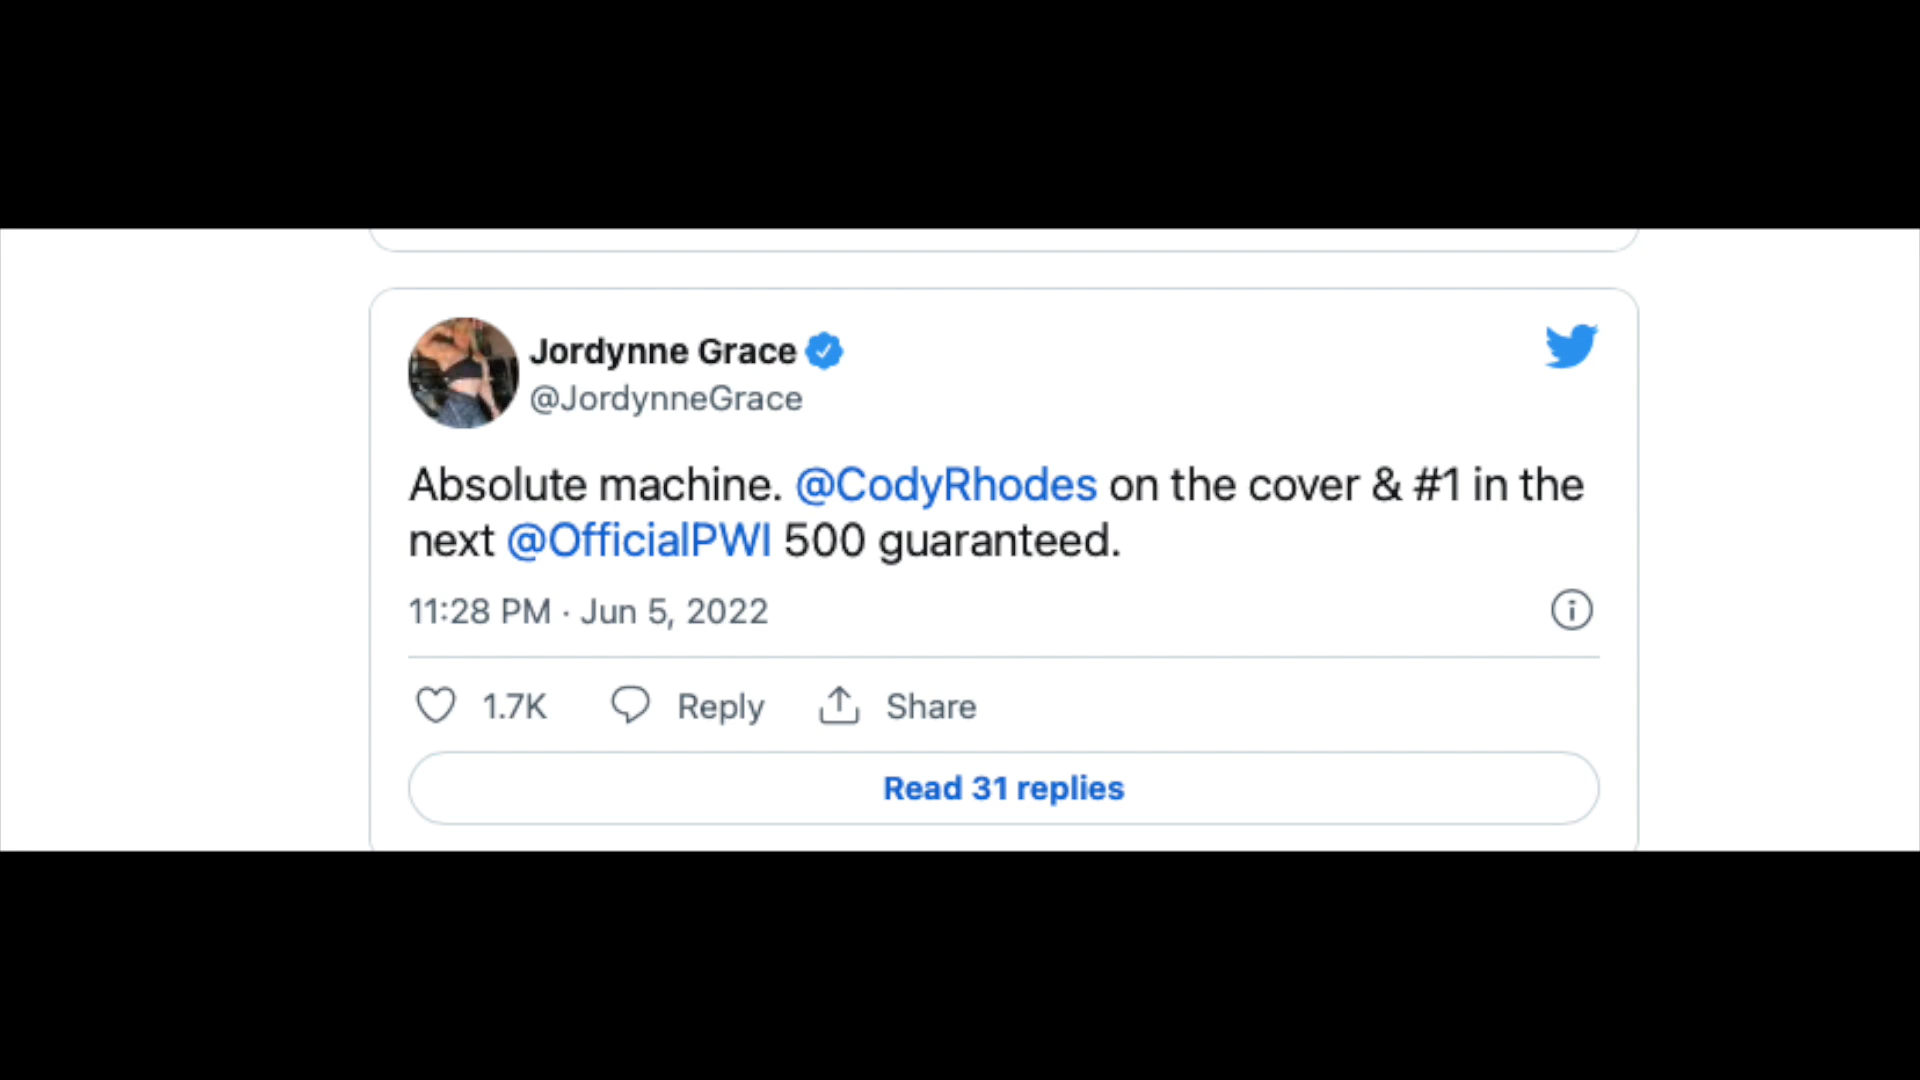 Jordynne Grace
@JordynneGrace
Absolute machine. @CodyRhodes on the cover & #1 in the
next @OfficialPWI 500 guaranteed.
11:28 PM · Jun 5, 2022
1.7K Reply Share
Read 31 replies